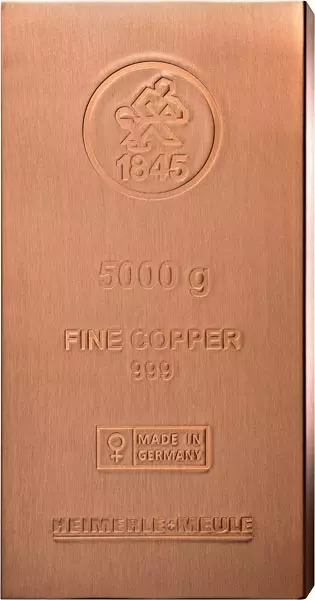 1845
5000 g
FINE COPPER
999
♀ MADE IN
GERMANY
HEIMERLE+MEULE